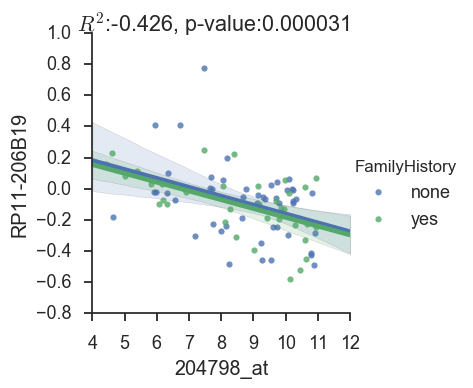 R²:-0.426, p-value:0.000031
1.0
0.8
0.6
0.4
0.2
0.0
−0.2
−0.4
−0.6
−0.8
RP11-206B19
4 5 6 7 8 9 10 11 12
204798_at
FamilyHistory
none
yes